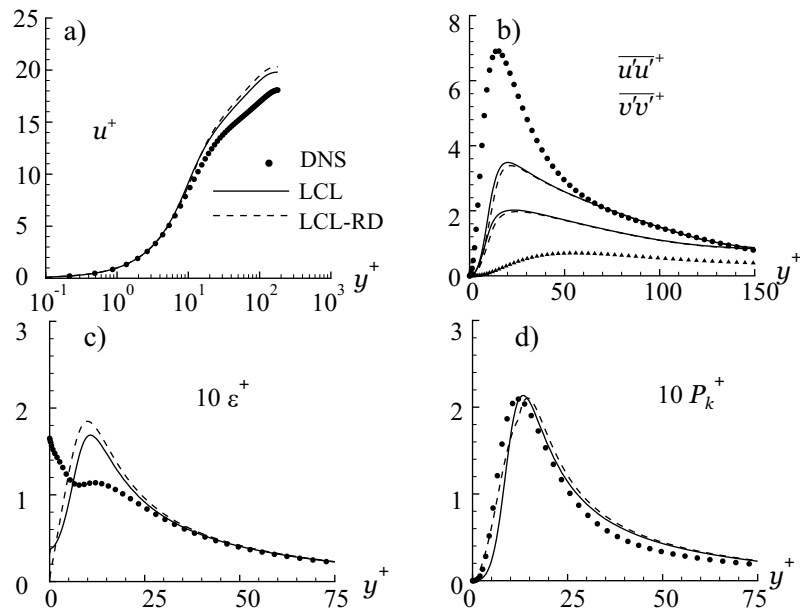 a)
25
20
15
10
5
0
u⁺
DNS
LCL
LCL-RD
10⁻¹ 10⁰ 10¹ 10² 10³ y⁺
b)
8
6
4
2
0
u'u'⁺
v'v'⁺
0 50 100 150 y⁺
c)
3
2
1
0
10 ε⁺
0 25 50 75 y⁺
d)
3
2
1
0
10 Pₖ⁺
0 25 50 75 y⁺